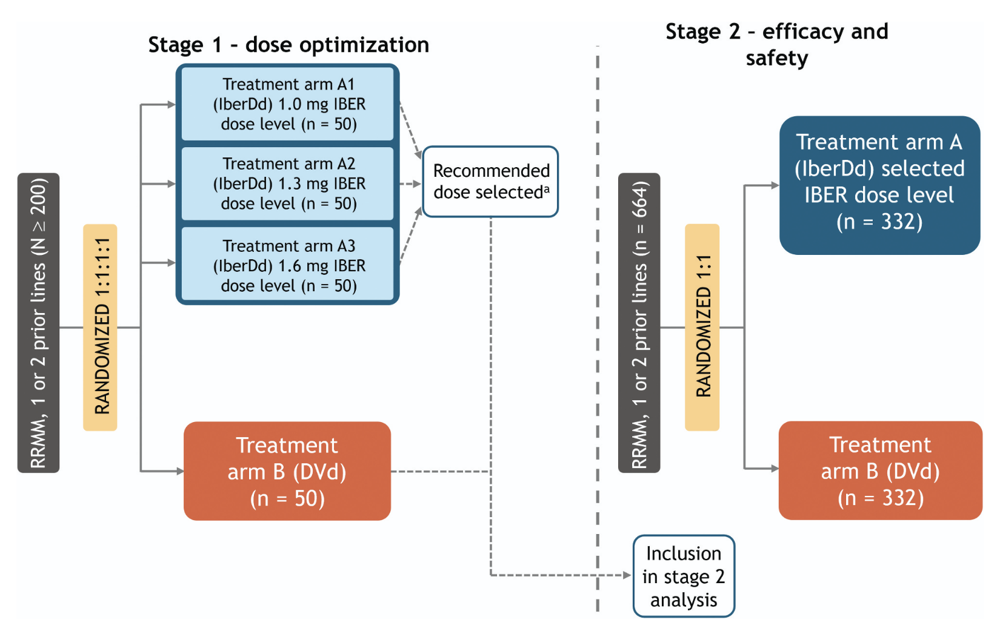 Stage 1 – dose optimization
RRMM, 1 or 2 prior lines (N ≥ 200)
RANDOMIZED 1:1:1:1
Treatment arm A1
(IberDd) 1.0 mg IBER
dose level (n = 50)
Treatment arm A2
(IberDd) 1.3 mg IBER
dose level (n = 50)
Treatment arm A3
(IberDd) 1.6 mg IBER
dose level (n = 50)
Recommended
dose selectedᵃ
Treatment
arm B (DVd)
(n = 50)
Stage 2 – efficacy and
safety
RRMM, 1 or 2 prior lines (n = 664)
RANDOMIZED 1:1
Treatment arm A
(IberDd) selected
IBER dose level
(n = 332)
Treatment
arm B (DVd)
(n = 332)
Inclusion
in stage 2
analysis